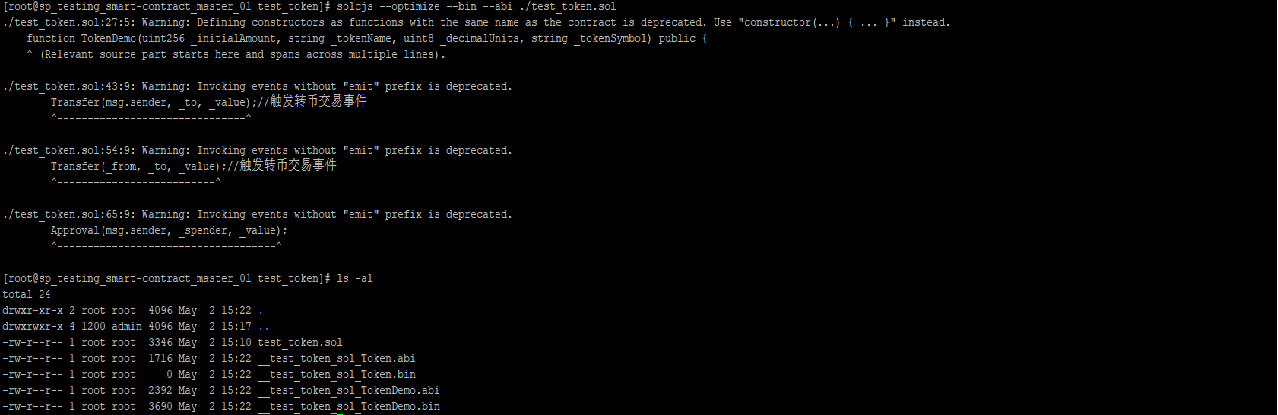 [root@sp_testing_smart-contract_master_01 test_token]# solcjs --optimize --bin --abi ./test_token.sol
./test_token.sol:27:5: Warning: Defining constructors as functions with the same name as the contract is deprecated. Use "constructor(...) { ... }" instead.
    function TokenDemo(uint256 _initialAmount, string _tokenName, uint8 _decimalUnits, string _tokenSymbol) public {
    ^ (Relevant source part starts here and spans across multiple lines).
./test_token.sol:43:9: Warning: Invoking events without "emit" prefix is deprecated.
        Transfer(msg.sender, _to, _value);//触发转币交易事件
        ^-------------------------------^
./test_token.sol:54:9: Warning: Invoking events without "emit" prefix is deprecated.
        Transfer(_from, _to, _value);//触发转币交易事件
        ^--------------------------^
./test_token.sol:65:9: Warning: Invoking events without "emit" prefix is deprecated.
        Approval(msg.sender, _spender, _value);
        ^------------------------------------^
[root@sp_testing_smart-contract_master_01 test_token]# ls -al
total 24
drwxr-xr-x 2 root root  4096 May  2 15:22 .
drwxrwxr-x 4 1200 admin 4096 May  2 15:17 ..
-rw-r--r-- 1 root root  3346 May  2 15:10 test_token.sol
-rw-r--r-- 1 root root  1716 May  2 15:22 __test_token_sol_Token.abi
-rw-r--r-- 1 root root     0 May  2 15:22 __test_token_sol_Token.bin
-rw-r--r-- 1 root root  2392 May  2 15:22 __test_token_sol_TokenDemo.abi
-rw-r--r-- 1 root root  3690 May  2 15:22 __test_token_sol_TokenDemo.bin